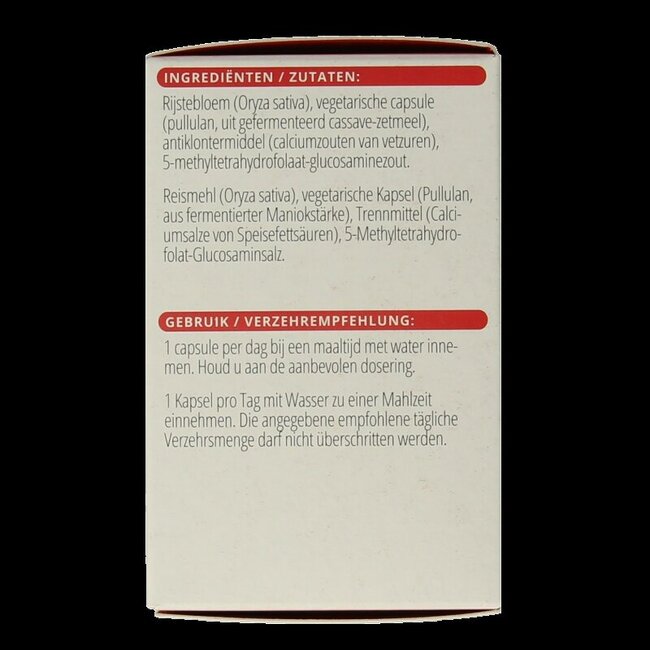 INGREDIËNTEN / ZUTATEN:
Rijstebloem (Oryza sativa), vegetarische capsule
(pullulan, uit gefermenteerd cassave-zetmeel),
antiklontermiddel (calciumzouten van vetzuren),
5-methyltetrahydrofolaat-glucosaminezout.
Reismehl (Oryza sativa), vegetarische Kapsel (Pullulan,
aus fermentierter Maniokstärke), Trennmittel (Calci-
umsalze von Speisefettsäuren), 5-Methyltetrahydro-
folat-Glucosaminsalz.
GEBRUIK / VERZEHREMPFEHLUNG:
1 capsule per dag bij een maaltijd met water inne-
men. Houd u aan de aanbevolen dosering.
1 Kapsel pro Tag mit Wasser zu einer Mahlzeit
einnehmen. Die angegebene empfohlene tägliche
Verzehrsmenge darf nicht überschritten werden.